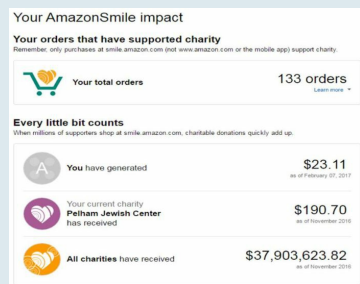 Your AmazonSmile impact
Your orders that have supported charity
Remember, only purchases at smile.amazon.com (not www.amazon.com or the mobile app) support charity.
Your total orders
133 orders
Learn more
Every little bit counts
When millions of supporters shop at smile.amazon.com, charitable donations quickly add up.
A
You have generated
$23.11
as of February 07, 2017
Your current charity
Pelham Jewish Center
has received
$190.70
as of November 2016
All charities have received
$37,903,623.82
as of November 2016